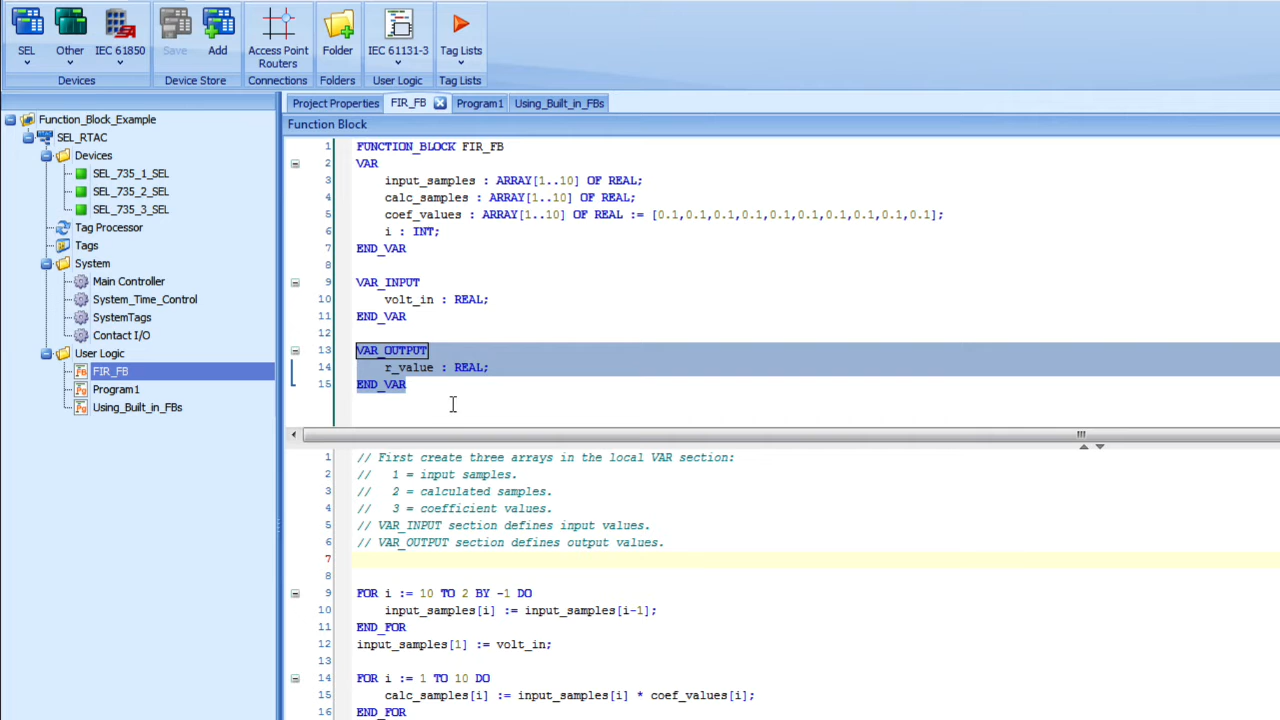 SEL
Other
IEC 61850
Save
Add
Access Point
Routers
Folder
IEC 61131-3
Tag Lists
Devices
Device Store
Connections
Folders
User Logic
Tag Lists
Function_Block_Example
SEL_RTAC
Devices
SEL_735_1_SEL
SEL_735_2_SEL
SEL_735_3_SEL
Tag Processor
Tags
System
Main Controller
System_Time_Control
SystemTags
Contact I/O
User Logic
FIR_FB
Program1
Using_Built_in_FBs
Project Properties
FIR_FB
Program1
Using_Built_in_FBs
Function Block
1 FUNCTION_BLOCK FIR_FB
2 VAR
3 input_samples : ARRAY[1..10] OF REAL;
4 calc_samples : ARRAY[1..10] OF REAL;
5 coef_values : ARRAY[1..10] OF REAL := [0.1,0.1,0.1,0.1,0.1,0.1,0.1,0.1,0.1,0.1];
6 i : INT;
7 END_VAR
8
9 VAR_INPUT
10 volt_in : REAL;
11 END_VAR
12
13 VAR_OUTPUT
14 r_value : REAL;
15 END_VAR
1 // First create three arrays in the local VAR section:
2 // 1 = input samples.
3 // 2 = calculated samples.
4 // 3 = coefficient values.
5 // VAR_INPUT section defines input values.
6 // VAR_OUTPUT section defines output values.
7
8
9 FOR i := 10 TO 2 BY -1 DO
10 input_samples[i] := input_samples[i-1];
11 END_FOR
12 input_samples[1] := volt_in;
13
14 FOR i := 1 TO 10 DO
15 calc_samples[i] := input_samples[i] * coef_values[i];
16 END_FOR